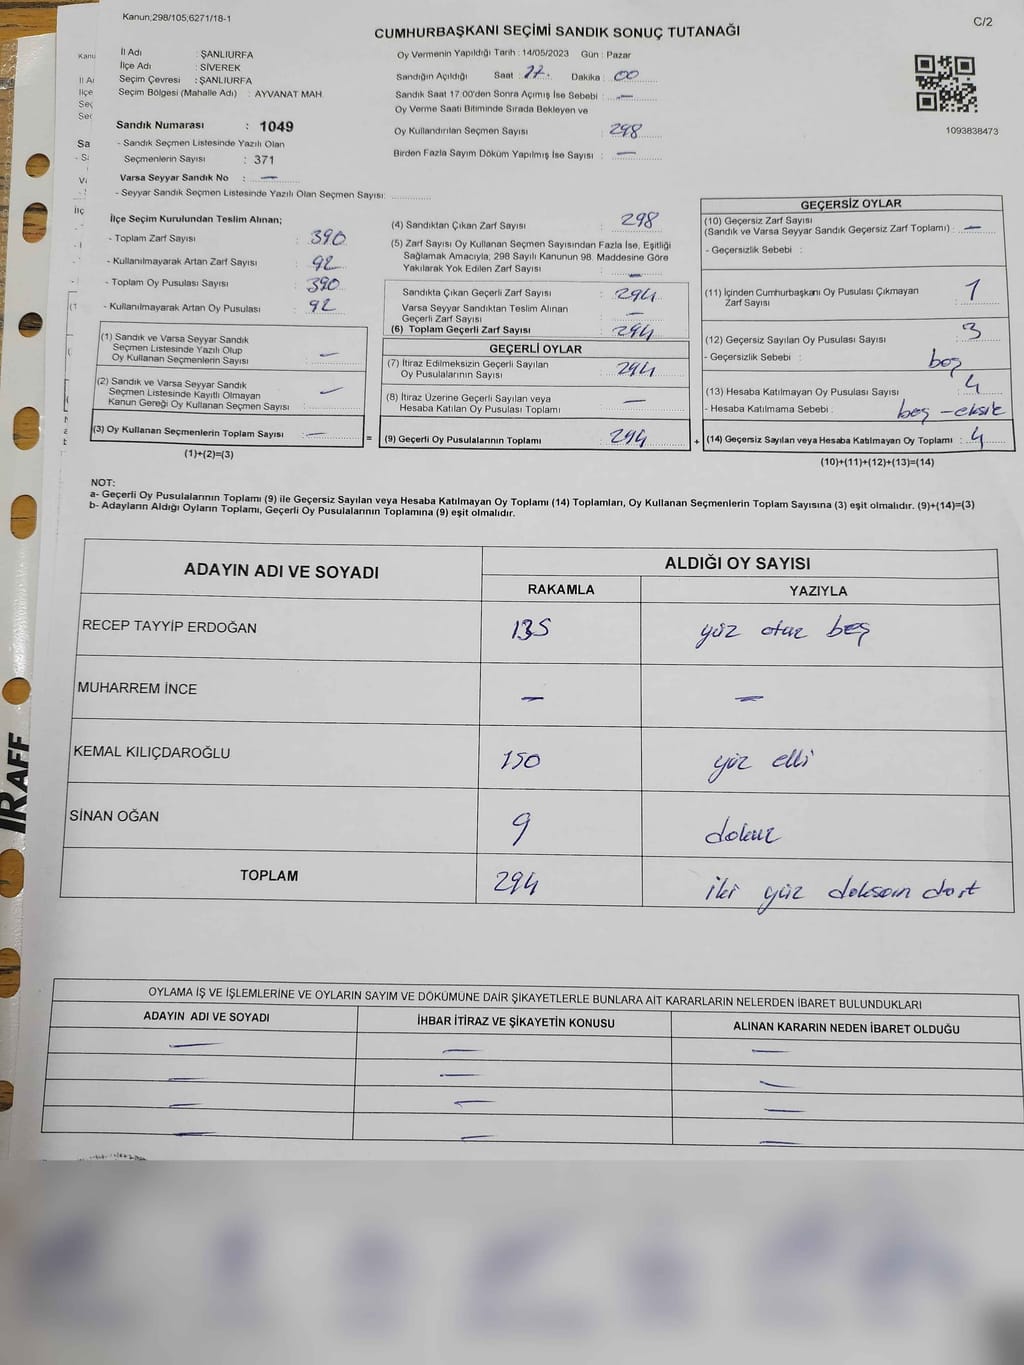 Kanun;298/105;6271/18-1
C/2
CUMHURBAŞKANI SEÇİMİ SANDIK SONUÇ TUTANAĞI
İl Adı : ŞANLIURFA
İlçe Adı : SİVEREK
Seçim Çevresi : ŞANLIURFA
Seçim Bölgesi (Mahalle Adı) : AYVANAT MAH.
Sandık Numarası : 1049
- Sandık Seçmen Listesinde Yazılı Olan
Seçmenlerin Sayısı : 371
Varsa Seyyar Sandık No : —
- Seyyar Sandık Seçmen Listesinde Yazılı Olan Seçmen Sayısı:
Oy Vermenin Yapıldığı Tarih : 14/05/2023 Gün : Pazar
Sandığın Açıldığı Saat : 17. Dakika : 00
Sandık Saat 17:00'den Sonra Açımış İse Sebebi : —
Oy Verme Saati Bitiminde Sırada Bekleyen ve
Oy Kullandırılan Seçmen Sayısı : 298
Birden Fazla Sayım Döküm Yapılmış İse Sayısı : —
1093838473
İlçe Seçim Kurulundan Teslim Alınan;
- Toplam Zarf Sayısı : 390
- Kullanılmayarak Artan Zarf Sayısı : 92
- Toplam Oy Pusulası Sayısı : 390
- Kullanılmayarak Artan Oy Pusulası : 92
(1) Sandık ve Varsa Seyyar Sandık
Seçmen Listesinde Yazılı Olup
Oy Kullanan Seçmenlerin Sayısı : —
(2) Sandık ve Varsa Seyyar Sandık
Seçmen Listesinde Kayıtlı Olmayan
Kanun Gereği Oy Kullanan Seçmen Sayısı : —
(3) Oy Kullanan Seçmenlerin Toplam Sayısı : —
(1)+(2)=(3)
(4) Sandıktan Çıkan Zarf Sayısı : 298
(5) Zarf Sayısı Oy Kullanan Seçmen Sayısından Fazla İse, Eşitliği
Sağlamak Amacıyla, 298 Sayılı Kanunun 98. Maddesine Göre
Yakılarak Yok Edilen Zarf Sayısı : —
Sandıkta Çıkan Geçerli Zarf Sayısı : 294
Varsa Seyyar Sandıktan Teslim Alınan
Geçerli Zarf Sayısı : —
(6) Toplam Geçerli Zarf Sayısı : 294
GEÇERLİ OYLAR
(7) İtiraz Edilmeksizin Geçerli Sayılan
Oy Pusulalarının Sayısı : 294
(8) İtiraz Üzerine Geçerli Sayılan veya
Hesaba Katılan Oy Pusulası Toplamı : —
= (9) Geçerli Oy Pusulalarının Toplamı : 294 +
GEÇERSİZ OYLAR
(10) Geçersiz Zarf Sayısı
(Sandık ve Varsa Seyyar Sandık Geçersiz Zarf Toplamı) : —
- Geçersizlik Sebebi :
(11) İçinden Cumhurbaşkanı Oy Pusulası Çıkmayan
Zarf Sayısı : 1
(12) Geçersiz Sayılan Oy Pusulası Sayısı : 3
- Geçersizlik Sebebi : boş
(13) Hesaba Katılmayan Oy Pusulası Sayısı : 4
- Hesaba Katılmama Sebebi : boş - eksik
(14) Geçersiz Sayılan veya Hesaba Katılmayan Oy Toplamı : 4
(10)+(11)+(12)+(13)=(14)
NOT:
a- Geçerli Oy Pusulalarının Toplamı (9) ile Geçersiz Sayılan veya Hesaba Katılmayan Oy Toplamı (14) Toplamları, Oy Kullanan Seçmenlerin Toplam Sayısına (3) eşit olmalıdır. (9)+(14)=(3)
b- Adayların Aldığı Oyların Toplamı, Geçerli Oy Pusulalarının Toplamına (9) eşit olmalıdır.
ADAYIN ADI VE SOYADI ALDIĞI OY SAYISI
RAKAMLA YAZIYLA
RECEP TAYYİP ERDOĞAN 135 yüz otuz beş
MUHARREM İNCE — —
KEMAL KILIÇDAROĞLU 150 yüz elli
SİNAN OĞAN 9 dokuz
TOPLAM 294 iki yüz doksan dört
OYLAMA İŞ VE İŞLEMLERİNE VE OYLARIN SAYIM VE DÖKÜMÜNE DAİR ŞİKAYETLERLE BUNLARA AİT KARARLARIN NELERDEN İBARET BULUNDUKLARI
ADAYIN ADI VE SOYADI İHBAR İTİRAZ VE ŞİKAYETİN KONUSU ALINAN KARARIN NEDEN İBARET OLDUĞU
— — —
— — —
— — —
— — —